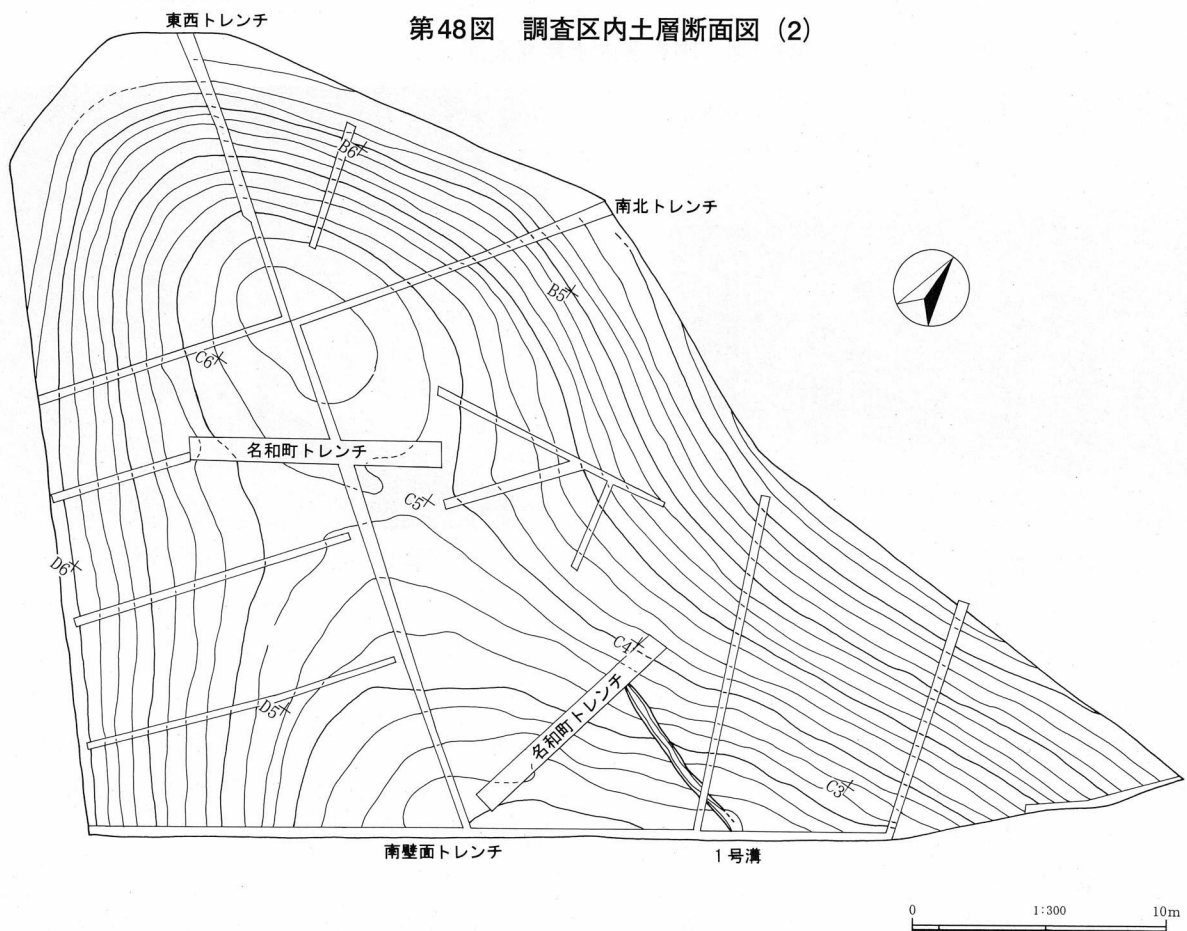 第48図 調査区内土層断面図（2）
東西トレンチ
B6
南北トレンチ
B5
C6
名和町トレンチ
C5
D6
C4
名和町トレンチ
D5
C3
南壁面トレンチ
1号溝
0 1:300 10m